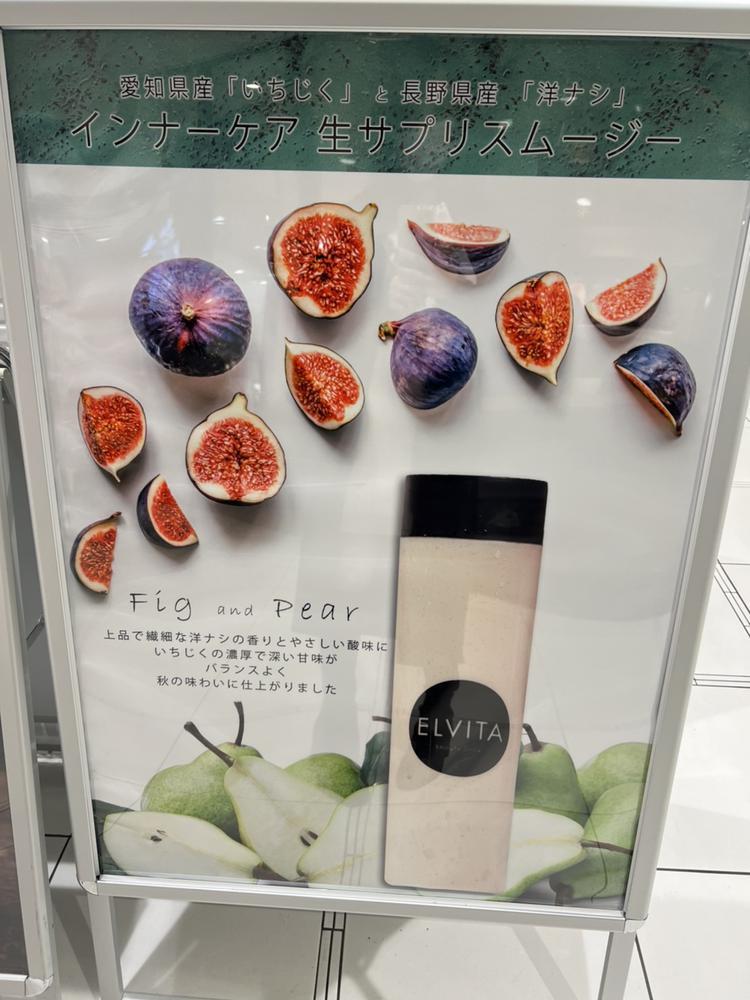 愛知県産「いちじく」と長野県産「洋ナシ」
インナーケア 生サプリスムージー
Fig and Pear
上品で繊細な洋ナシの香りとやさしい酸味に
いちじくの濃厚で深い甘味が
バランスよく
秋の味わいに仕上がりました
ELVITA